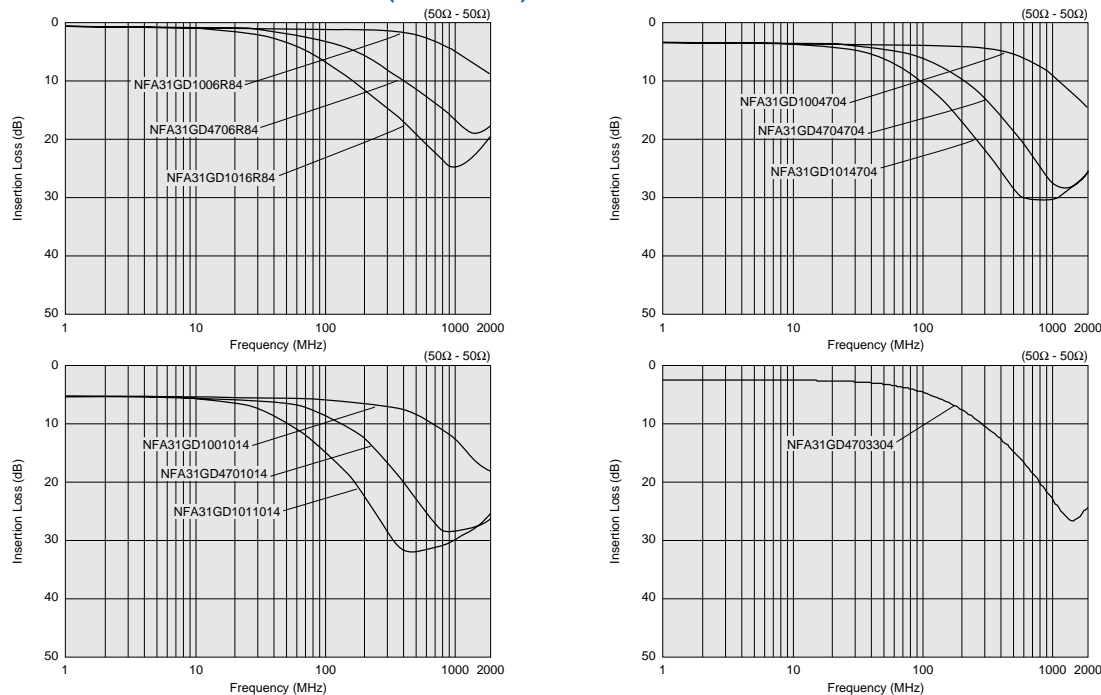 (50Ω - 50Ω)
0
10
20
30
40
50
Insertion Loss (dB)
NFA31GD1006R84
NFA31GD4706R84
NFA31GD1016R84
1
10
100
1000
2000
Frequency (MHz)
(50Ω - 50Ω)
0
10
20
30
40
50
Insertion Loss (dB)
NFA31GD1004704
NFA31GD4704704
NFA31GD1014704
1
10
100
1000
2000
Frequency (MHz)
(50Ω - 50Ω)
0
10
20
30
40
50
Insertion Loss (dB)
NFA31GD1001014
NFA31GD4701014
NFA31GD1011014
1
10
100
1000
2000
Frequency (MHz)
(50Ω - 50Ω)
0
10
20
30
40
50
Insertion Loss (dB)
NFA31GD4703304
1
10
100
1000
2000
Frequency (MHz)